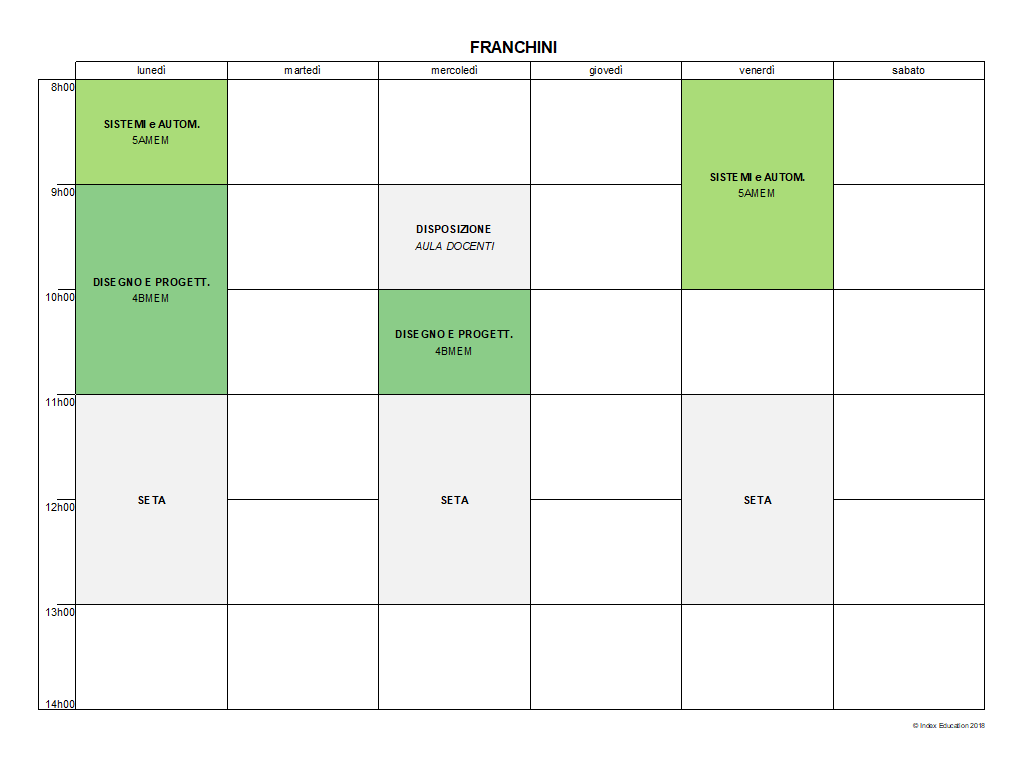 FRANCHINI
lunedì martedì mercoledì giovedì venerdì sabato
8h00
SISTEMI e AUTOM.
5AMEM
SISTEMI e AUTOM.
5AMEM
9h00
DISPOSIZIONE
AULA DOCENTI
DISEGNO E PROGETT.
4BMEM
10h00
DISEGNO E PROGETT.
4BMEM
11h00
SETA SETA SETA
12h00
13h00
14h00
© Index Education 2018